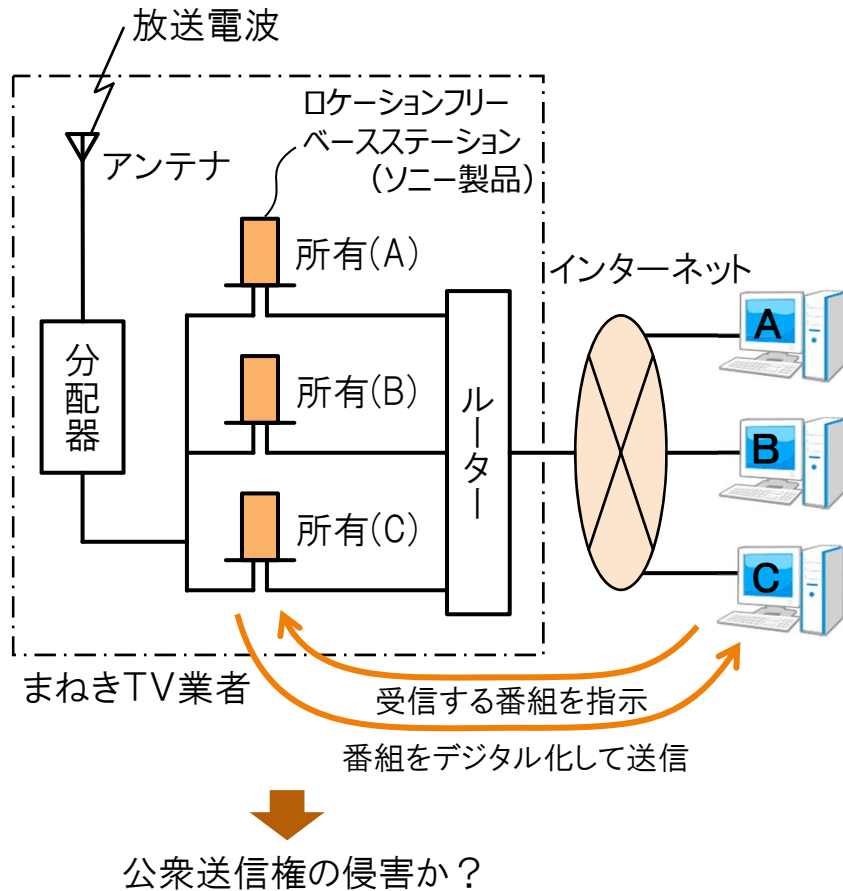 放送電波
ロケーションフリー
ベースステーション
(ソニー製品)
アンテナ
所有(A)
インターネット
A
分配器
所有(B)
ルーター
B
所有(C)
C
まねきTV業者
受信する番組を指示
番組をデジタル化して送信
公衆送信権の侵害か？